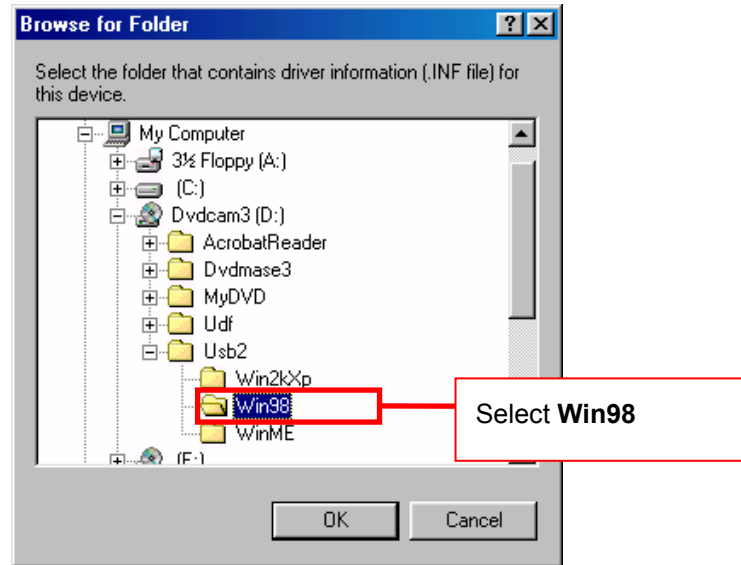 Browse for Folder
Select the folder that contains driver information (.INF file) for
this device.
My Computer
3½ Floppy (A:)
(C:)
Dvdcam3 (D:)
AcrobatReader
Dvdmase3
MyDVD
Udf
Usb2
Win2kXp
Win98
Select Win98
WinME
(E:)
OK
Cancel